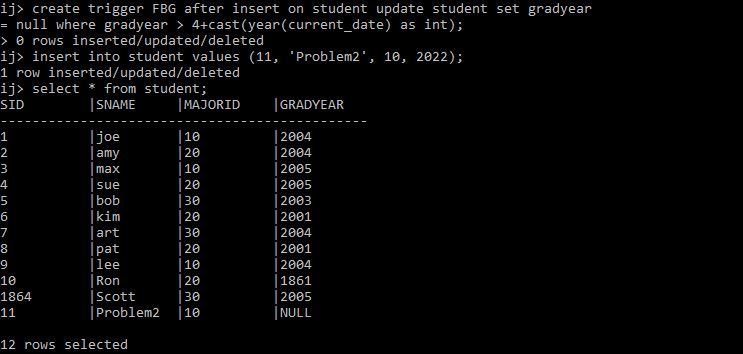 ij> create trigger FBG after insert on student update student set gradyear
= null where gradyear > 4+cast(year(current_date) as int);
> 0 rows inserted/updated/deleted
ij> insert into student values (11, 'Problem2', 10, 2022);
1 row inserted/updated/deleted
ij> select * from student;
SID |SNAME |MAJORID |GRADYEAR
----------------------------------------------
1 |joe |10 |2004
2 |amy |20 |2004
3 |max |10 |2005
4 |sue |20 |2005
5 |bob |30 |2003
6 |kim |20 |2001
7 |art |30 |2004
8 |pat |20 |2001
9 |lee |10 |2004
10 |Ron |20 |1861
1864 |Scott |30 |2005
11 |Problem2 |10 |NULL
12 rows selected